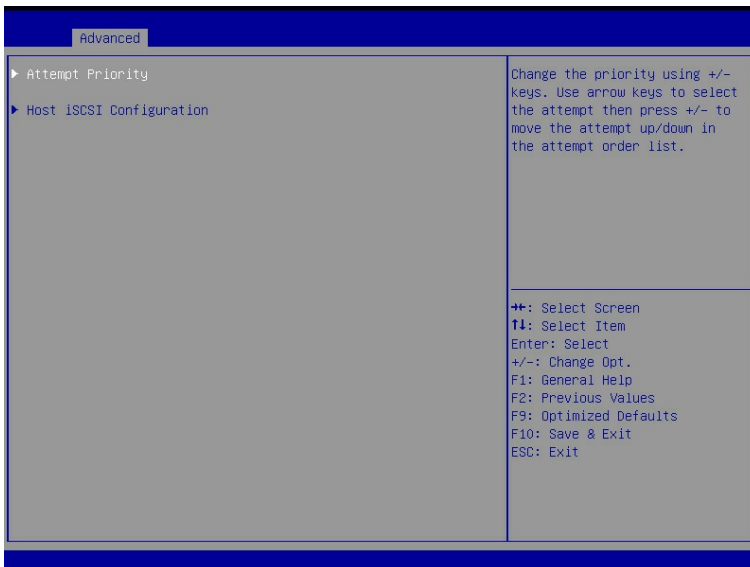 Advanced
▶ Attempt Priority
▶ Host iSCSI Configuration
Change the priority using +/-
keys. Use arrow keys to select
the attempt then press +/- to
move the attempt up/down in
the attempt order list.
→←: Select Screen
↑↓: Select Item
Enter: Select
+/-: Change Opt.
F1: General Help
F2: Previous Values
F9: Optimized Defaults
F10: Save & Exit
ESC: Exit